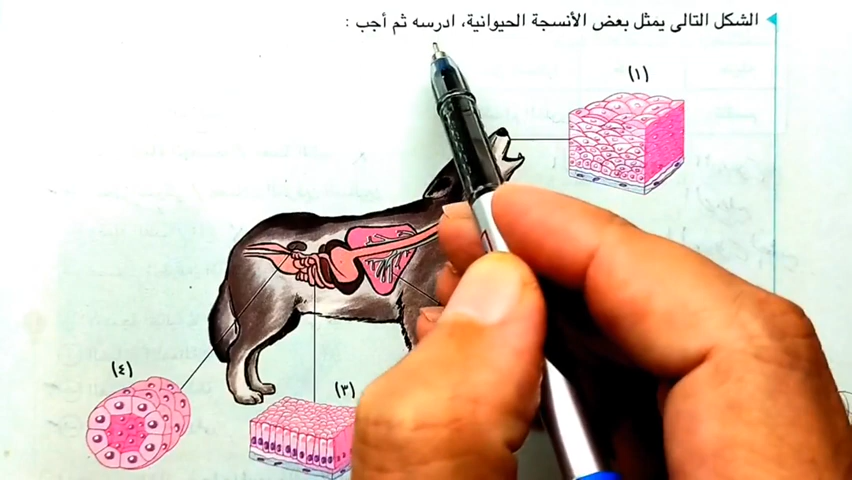 الشكل التالى يمثل بعض الأنسجة الحيوانية، ادرسه ثم أجب :
(١)
(٣)
(٤)